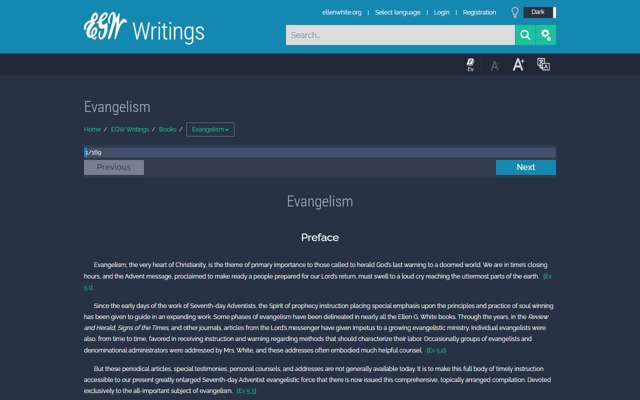 ellenwhite.org | Select language | Login | Registration Dark
EGW Writings
Search...
Ev A- A+
Evangelism
Home / EGW Writings / Books / Evangelism
1/169
Previous Next
Evangelism
Preface
Evangelism, the very heart of Christianity, is the theme of primary importance to those called to herald God's last warning to a doomed world. We are in time's closing
hours, and the Advent message, proclaimed to make ready a people prepared for our Lord's return, must swell to a loud cry reaching the uttermost parts of the earth. {Ev
5.1}
Since the early days of the work of Seventh-day Adventists, the Spirit of prophecy instruction placing special emphasis upon the principles and practice of soul winning
has been given to guide in an expanding work. Some phases of evangelism have been delineated in nearly all the Ellen G. White books. Through the years, in the Review
and Herald, Signs of the Times, and other journals, articles from the Lord's messenger have given impetus to a growing evangelistic ministry. Individual evangelists were
also, from time to time, favored in receiving instruction and warning regarding methods that should characterize their labor. Occasionally groups of evangelists and
denominational administrators were addressed by Mrs. White, and these addresses often embodied much helpful counsel. {Ev 5.2}
But these periodical articles, special testimonies, personal counsels, and addresses are not generally available today. It is to make this full body of timely instruction
accessible to our present greatly enlarged Seventh-day Adventist evangelistic force that there is now issued this comprehensive, topically arranged compilation. Devoted
exclusively to the all-important subject of evangelism. {Ev 5.3}